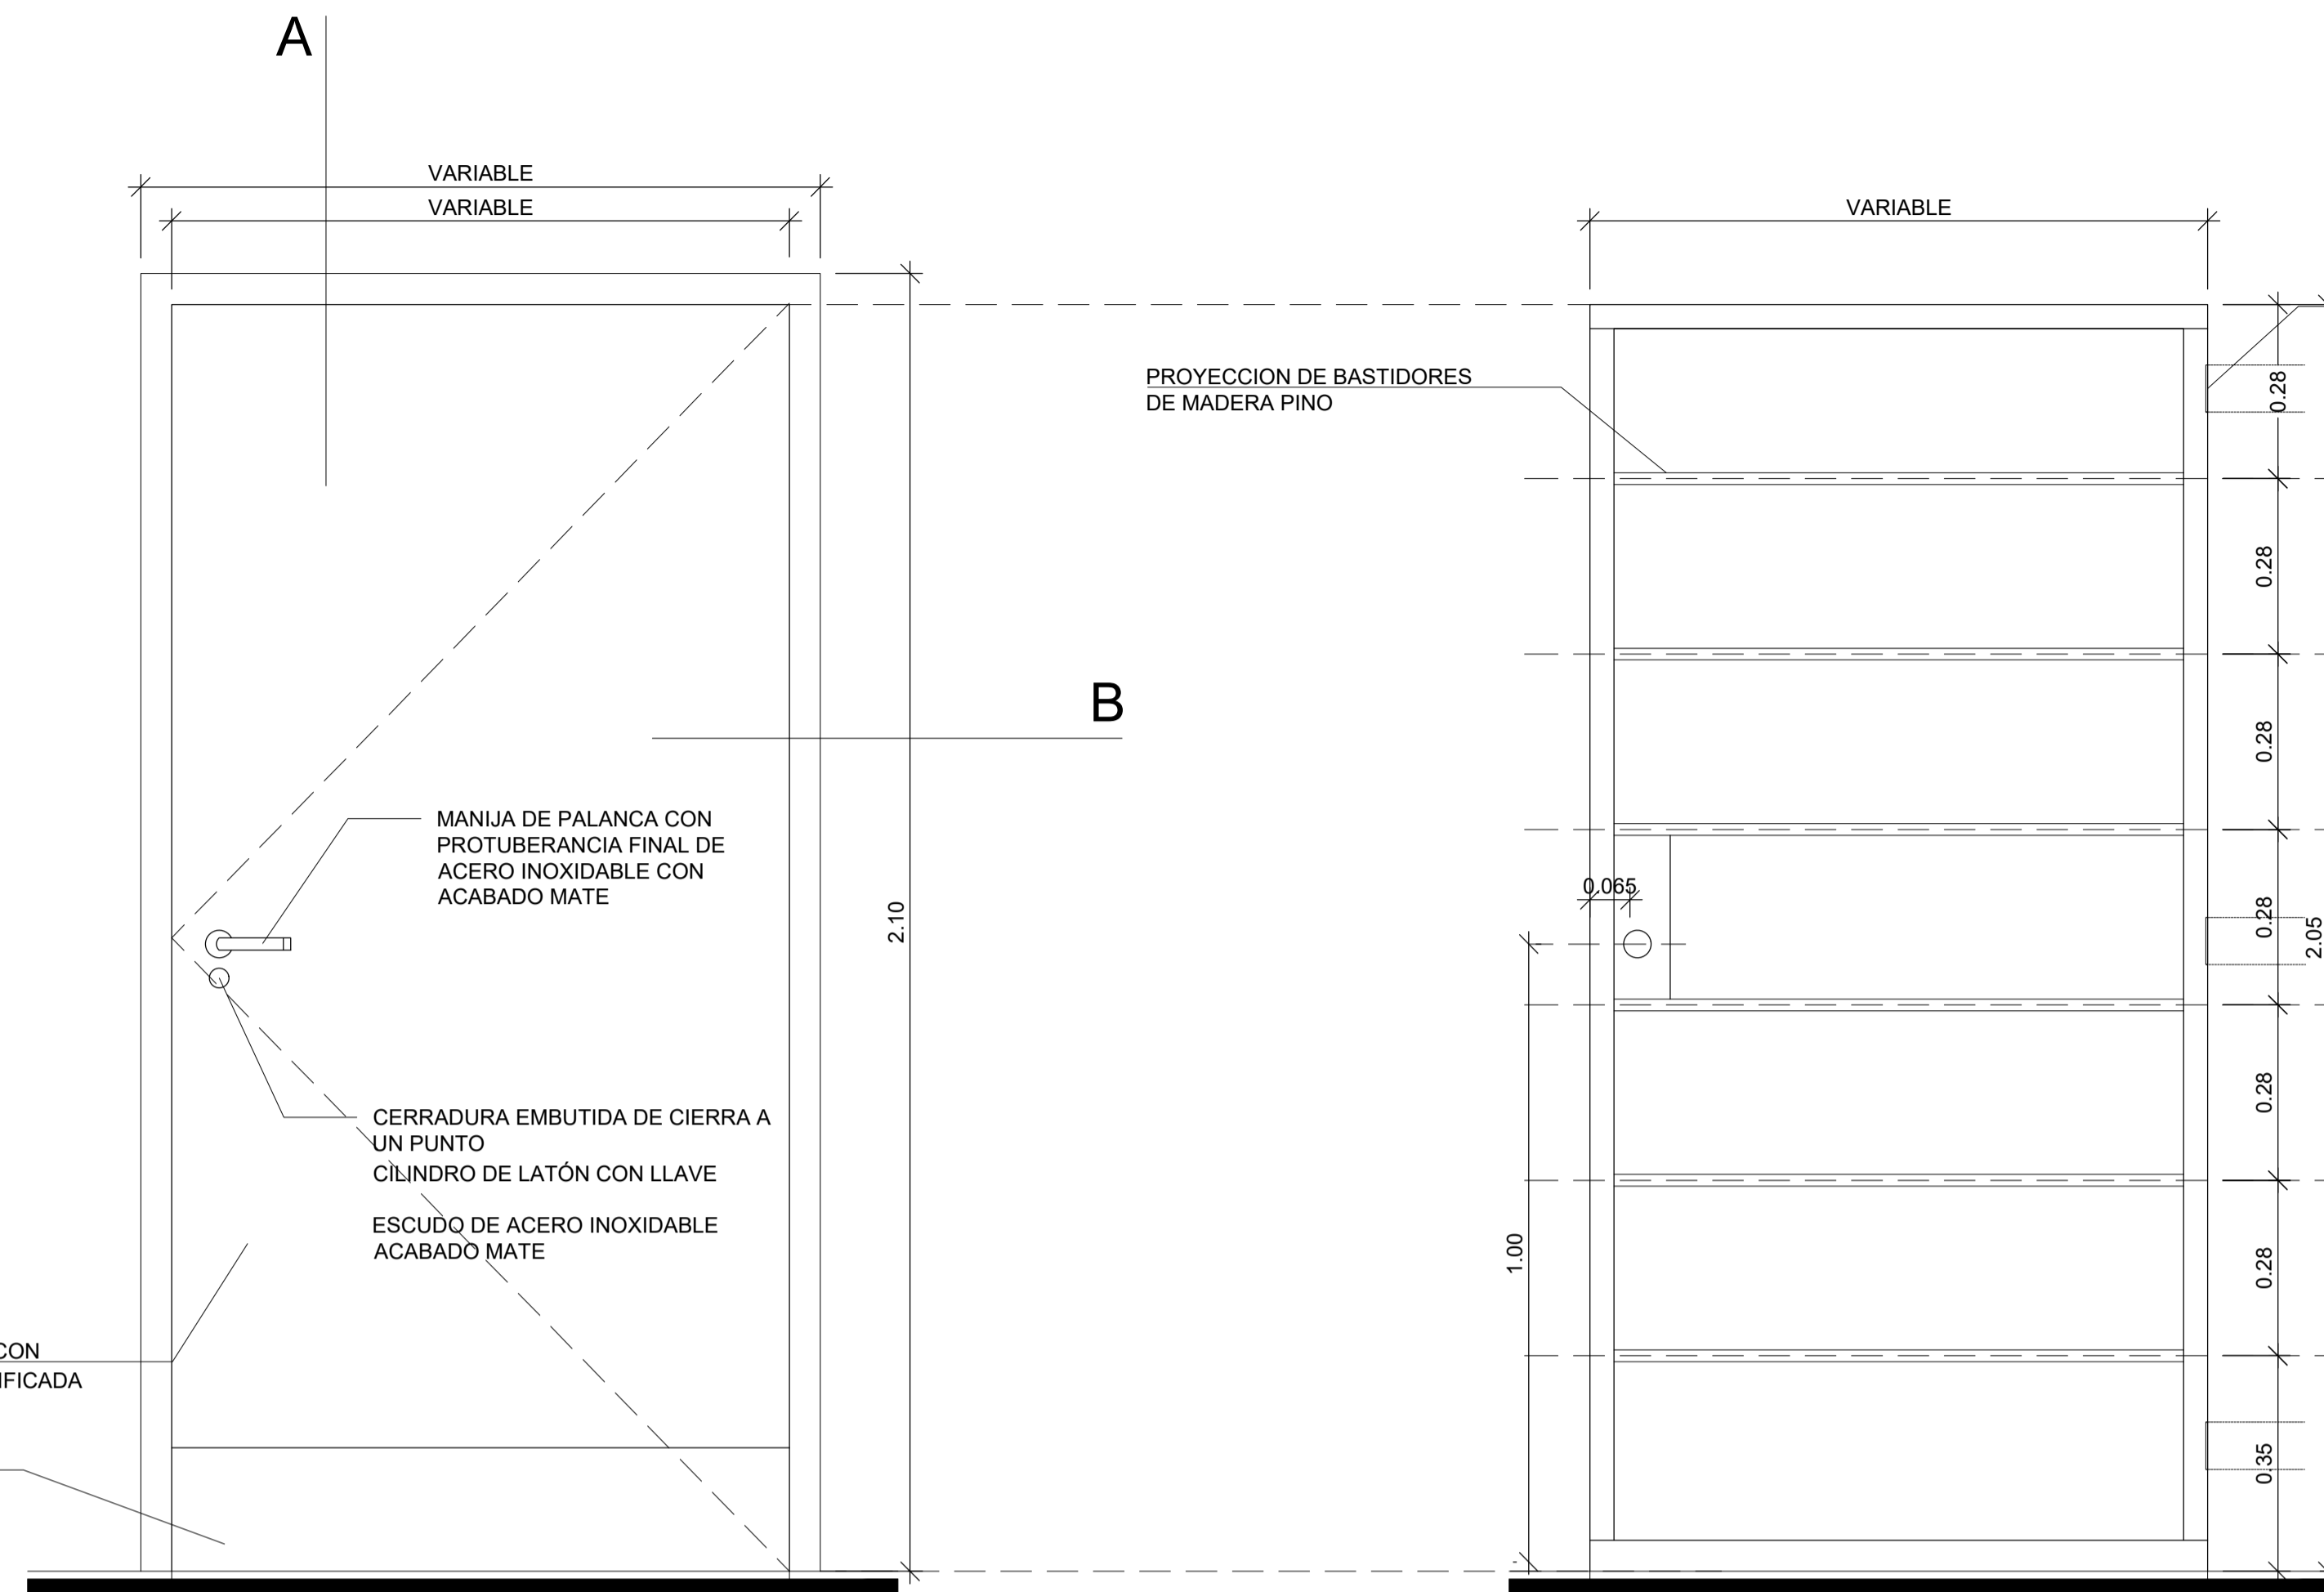 A
VARIABLE
VARIABLE
VARIABLE
PROYECCION DE BASTIDORES
DE MADERA PINO
0.28
0.28
B
0.28
MANIJA DE PALANCA CON
PROTUBERANCIA FINAL DE
ACERO INOXIDABLE CON
ACABADO MATE
2.10
0.065
0.28
2.05
CERRADURA EMBUTIDA DE CIERRA A
UN PUNTO
CILINDRO DE LATÓN CON LLAVE
0.28
ESCUDO DE ACERO INOXIDABLE
ACABADO MATE
1.00
0.28
CON
IFICADA
0.35